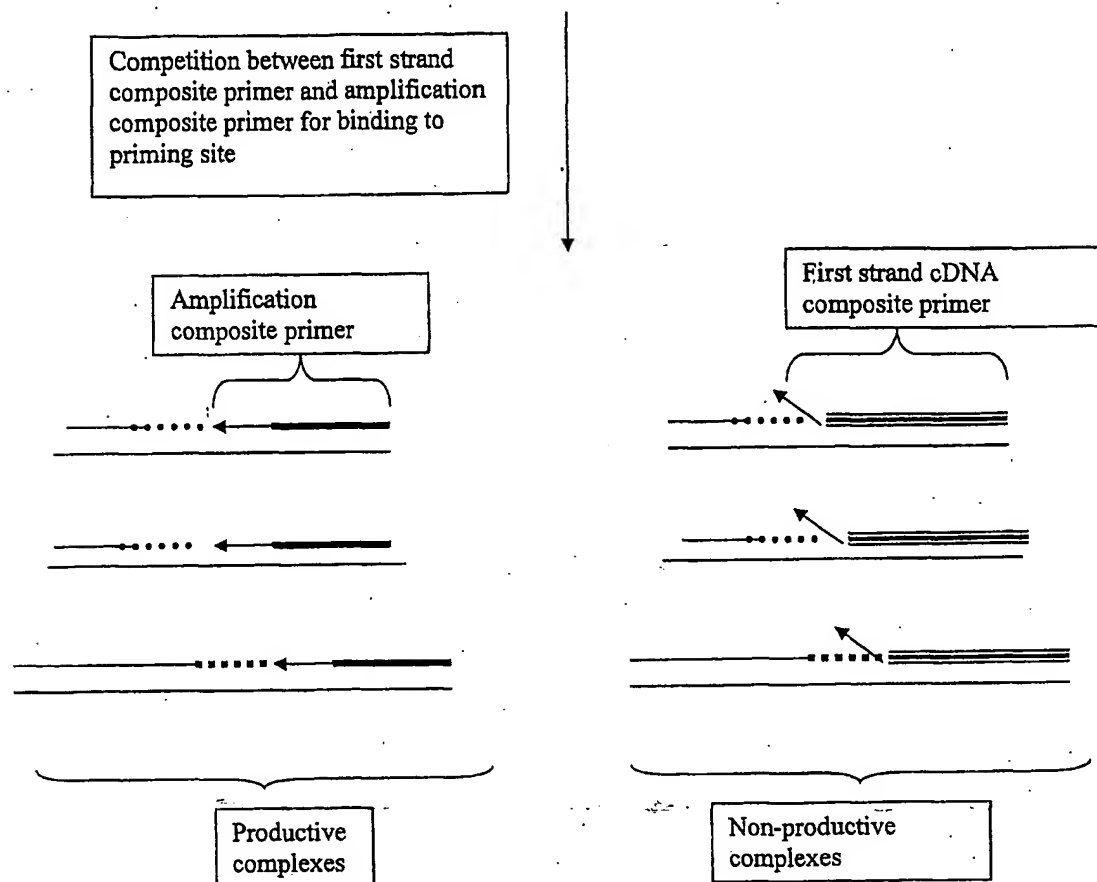 Competition between first strand
composite primer and amplification
composite primer for binding to
priming site
Amplification
composite primer
First strand cDNA
composite primer
Productive
complexes
Non-productive
complexes